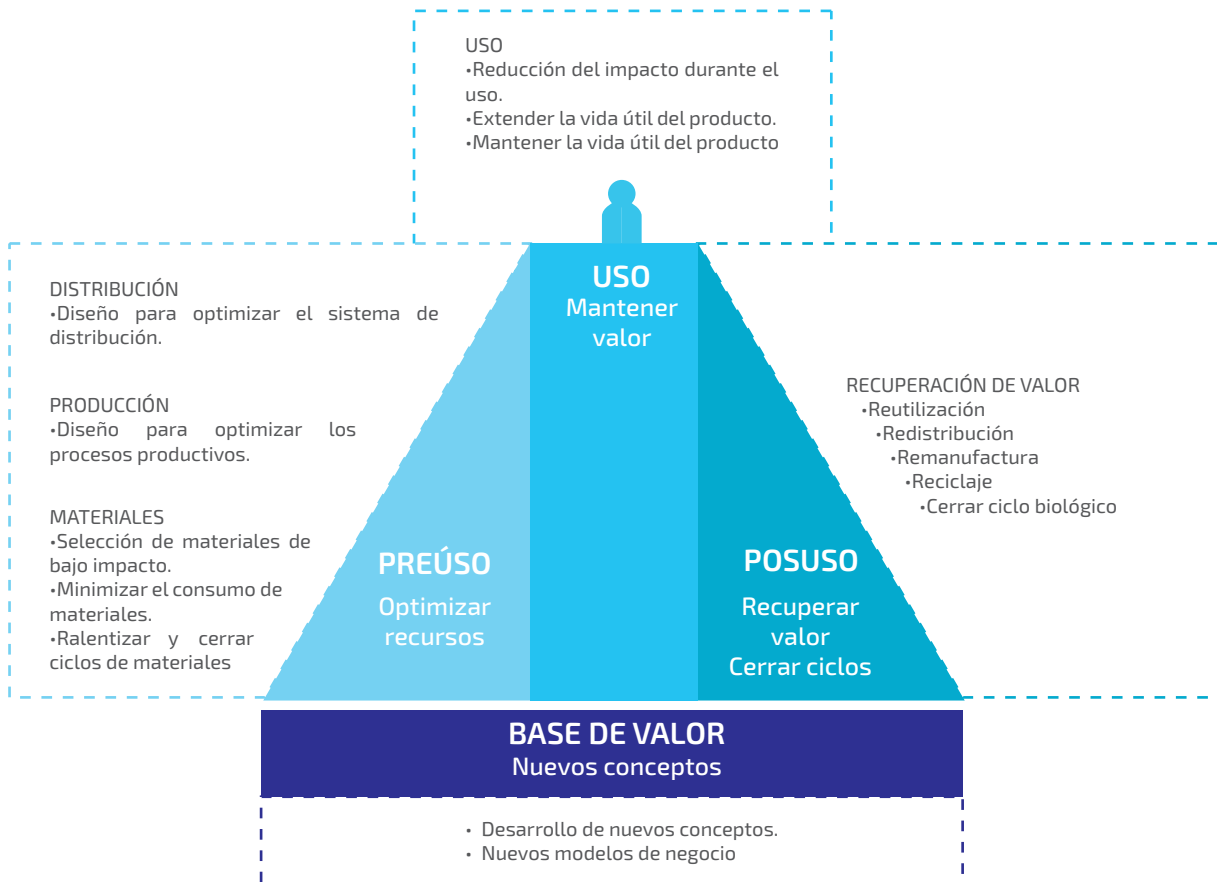 USO
•Reducción del impacto durante el
uso.
•Extender la vida útil del producto.
•Mantener la vida útil del producto
USO
Mantener
valor
DISTRIBUCIÓN
•Diseño para optimizar el sistema de
distribución.
PRODUCCIÓN
•Diseño para optimizar los
procesos productivos.
MATERIALES
•Selección de materiales de
bajo impacto.
•Minimizar el consumo de
materiales.
•Ralentizar y cerrar
ciclos de materiales
PREÚSO
Optimizar
recursos
POSUSO
Recuperar
valor
Cerrar ciclos
RECUPERACIÓN DE VALOR
•Reutilización
•Redistribución
•Remanufactura
•Reciclaje
•Cerrar ciclo biológico
BASE DE VALOR
Nuevos conceptos
• Desarrollo de nuevos conceptos.
• Nuevos modelos de negocio